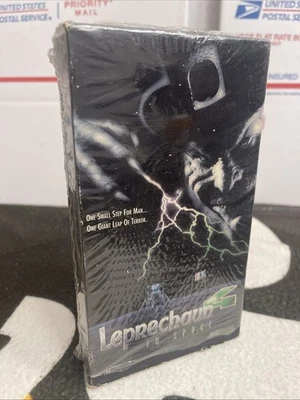 UNITED STATES
POSTAL SERVICE
PRIORITY
MAIL
UNITED STATES
POSTAL SERVICE
INSURED
ONE SMALL STEP FOR MAN...
ONE GIANT LEAP OF TERROR.
Leprechaun 4
IN SPACE